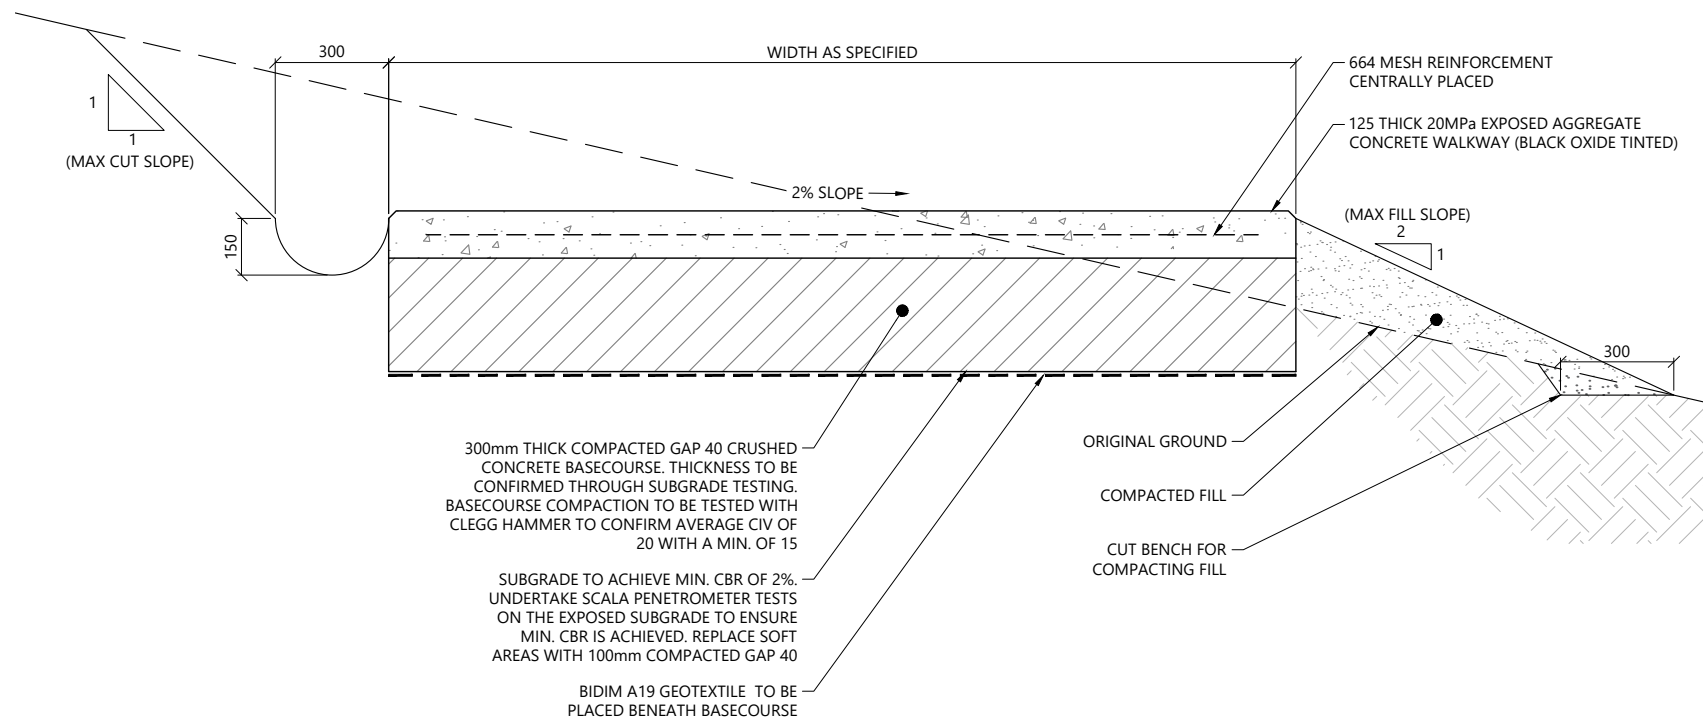 300
WIDTH AS SPECIFIED
664 MESH REINFORCEMENT
CENTRALLY PLACED
1
1
(MAX CUT SLOPE)
125 THICK 20MPa EXPOSED AGGREGATE
CONCRETE WALKWAY (BLACK OXIDE TINTED)
2% SLOPE
(MAX FILL SLOPE)
2
1
150
300
300mm THICK COMPACTED GAP 40 CRUSHED
CONCRETE BASECOURSE. THICKNESS TO BE
CONFIRMED THROUGH SUBGRADE TESTING.
BASECOURSE COMPACTION TO BE TESTED WITH
CLEGG HAMMER TO CONFIRM AVERAGE CIV OF
20 WITH A MIN. OF 15
SUBGRADE TO ACHIEVE MIN. CBR OF 2%.
UNDERTAKE SCALA PENETROMETER TESTS
ON THE EXPOSED SUBGRADE TO ENSURE
MIN. CBR IS ACHIEVED. REPLACE SOFT
AREAS WITH 100mm COMPACTED GAP 40
BIDIM A19 GEOTEXTILE TO BE
PLACED BENEATH BASECOURSE
ORIGINAL GROUND
COMPACTED FILL
CUT BENCH FOR
COMPACTING FILL